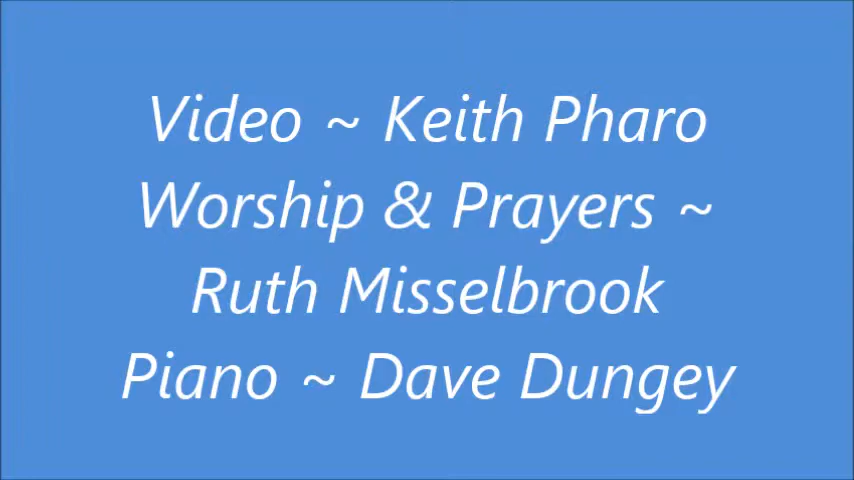 Video ~ Keith Pharo
Worship & Prayers ~
Ruth Misselbrook
Piano ~ Dave Dungey